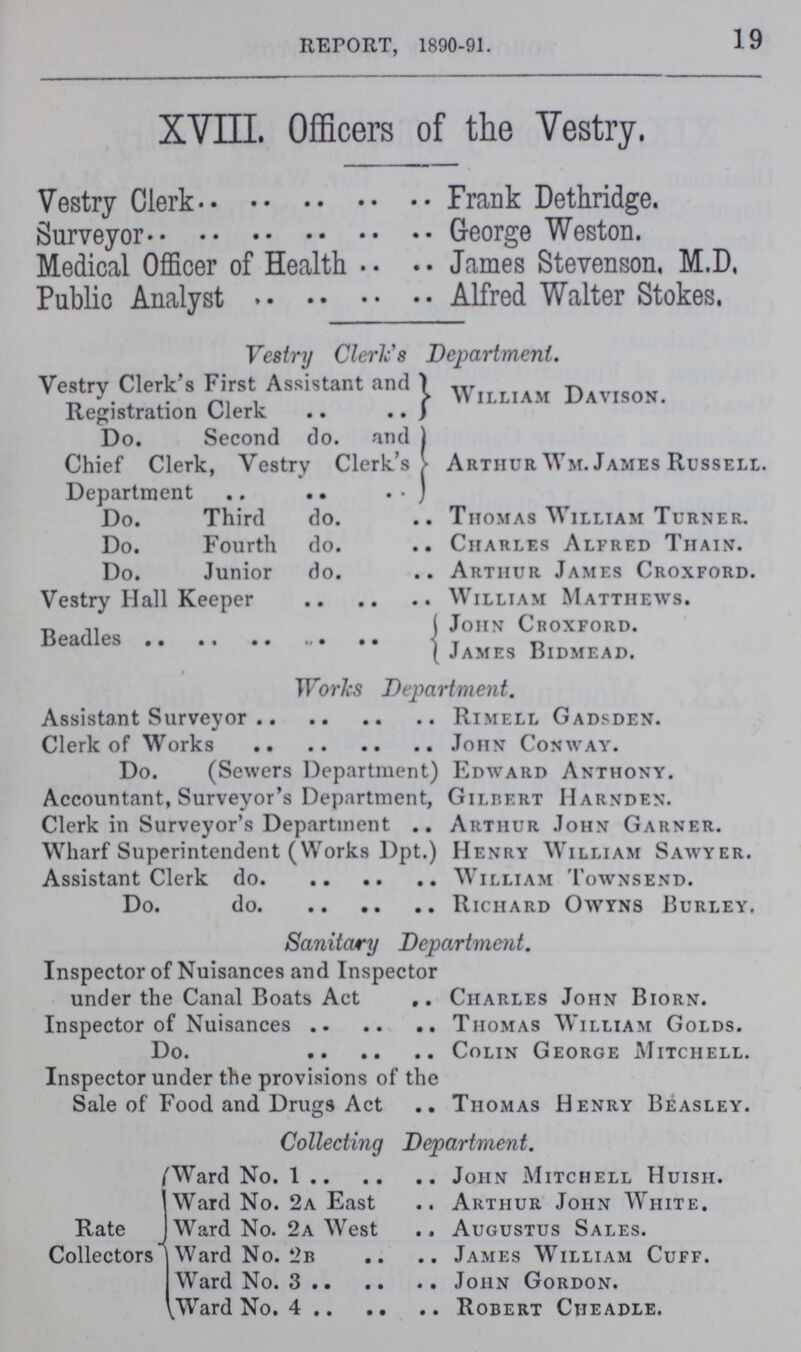 REPORT, 1890-91. 19
XVIII. Officers of the Vestry.
Vestry Clerk.. .. .. .. .. Frank Dethridge.
Surveyor.. .. .. .. .. .. George Weston.
Medical Officer of Health .. .. James Stevenson, M.D.
Public Analyst .. .. .. .. Alfred Walter Stokes.
Vestry Clerk's Department.
Vestry Clerk's First Assistant and
Registration Clerk .. .. } WILLIAM DAVISON.
Do. Second do. and
Chief Clerk, Vestry Clerk's } ARTHUR WM. JAMES RUSSELL.
Department .. .. ..
Do. Third do. .. THOMAS WILLIAM TURNER.
Do. Fourth do. .. CHARLES ALFRED THAIN.
Do. Junior do. .. ARTHUR JAMES CROXFORD.
Vestry Hall Keeper .. .. .. WILLIAM MATTHEWS.
Beadles .. .. .. .. .. { JOHN CROXFORD.
JAMES BIDMEAD.
Works Department.
Assistant Surveyor .. .. .. .. RIMELL GADSDEN.
Clerk of Works .. .. .. .. JOHN CONWAY.
Do. (Sewers Department) EDWARD ANTHONY.
Accountant, Surveyor's Department, GILBERT HARNDEN.
Clerk in Surveyor's Department .. ARTHUR JOHN GARNER.
Wharf Superintendent (Works Dpt.) HENRY WILLIAM SAWYER.
Assistant Clerk do. .. .. .. WILLIAM TOWNSEND.
Do. do. .. .. .. RICHARD OWYNS BURLEY.
Sanitary Department.
Inspector of Nuisances and Inspector
under the Canal Boats Act .. CHARLES JOHN BIORN.
Inspector of Nuisances .. .. .. THOMAS WILLIAM GOLDS.
Do. .. .. .. COLIN GEORGE MITCHELL.
Inspector under the provisions of the
Sale of Food and Drugs Act .. THOMAS HENRY BEASLEY.
Collecting Department.
Ward No. 1 .. .. .. JOHN MITCHELL HUISH.
Ward No. 2A East .. ARTHUR JOHN WHITE.
Rate Ward No. 2A West .. AUGUSTUS SALES.
Collectors Ward No. 2B .. .. JAMES WILLIAM CUFF.
Ward No. 3 .. .. .. JOHN GORDON.
Ward No. 4 .. .. .. ROBERT CHEADLE.